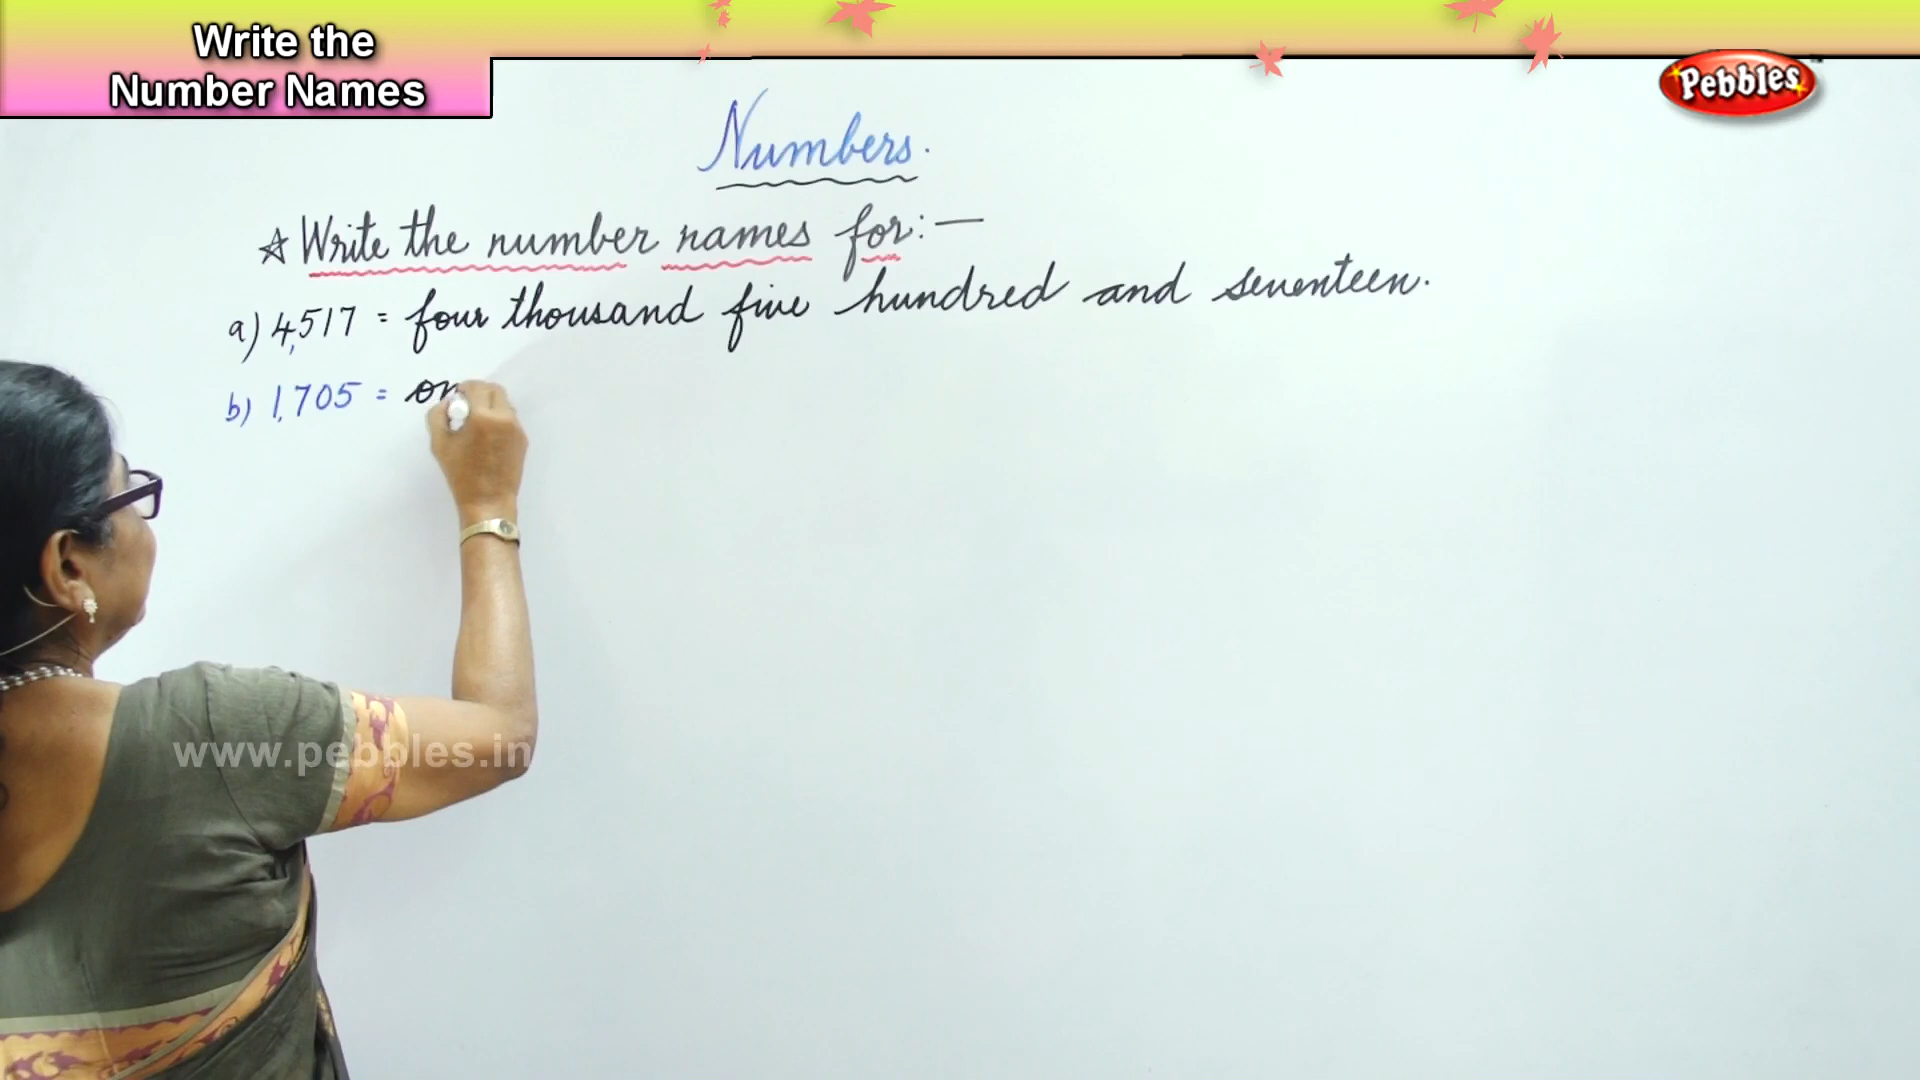 Write the
Number Names
Pebbles
Numbers.
☆ Write the number names for:—
a) 4,517 = four thousand five hundred and seventeen.
b) 1,705 = on
www.pebbles.in